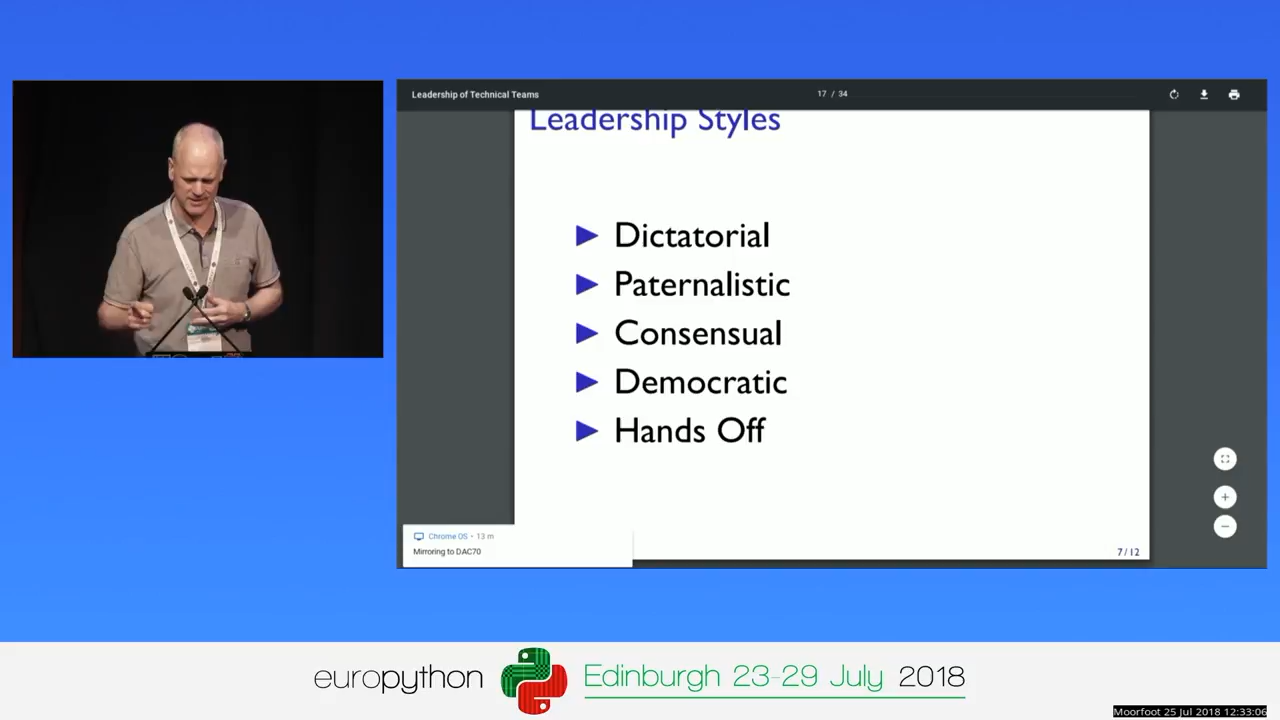 Leadership of Technical Teams
17 / 34
Leadership Styles
Dictatorial
Paternalistic
Consensual
Democratic
Hands Off
Chrome OS • 13 m
Mirroring to DAC70
7 / 12
europython
Edinburgh 23-29 July 2018
Moorfoot 25 Jul 2018 12:33:06